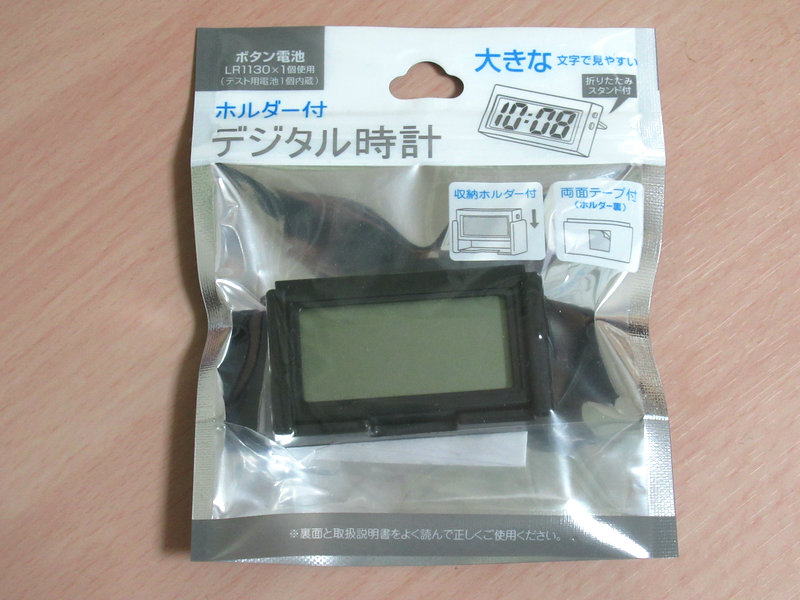 ボタン電池
LR1130×1個使用
(テスト用電池1個内蔵)
ホルダー付
デジタル時計
大きな文字で見やすい
折りたたみ
スタンド付
10:08
収納ホルダー付
両面テープ付
(ホルダー裏)
※裏面と取扱説明書をよく読んで正しくご使用ください。